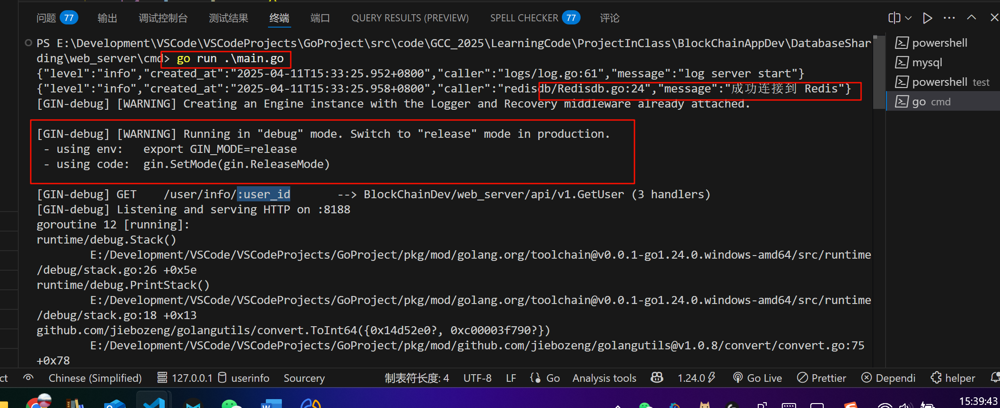 问题 77 输出 调试控制台 测试结果 终端 端口 QUERY RESULTS (PREVIEW) SPELL CHECKER 77 评论
PS E:\Development\VSCode\VSCodeProjects\GoProject\src\code\GCC_2025\LearningCode\ProjectInClass\BlockChainAppDev\DatabaseShar
ding\web_server\cmd> go run .\main.go
{"level":"info","created_at":"2025-04-11T15:33:25.952+0800","caller":"logs/log.go:61","message":"log server start"}
{"level":"info","created_at":"2025-04-11T15:33:25.958+0800","caller":"redisdb/Redisdb.go:24","message":"成功连接到 Redis"}
[GIN-debug] [WARNING] Creating an Engine instance with the Logger and Recovery middleware already attached.
[GIN-debug] [WARNING] Running in "debug" mode. Switch to "release" mode in production.
- using env: export GIN_MODE=release
- using code: gin.SetMode(gin.ReleaseMode)
[GIN-debug] GET /user/info/:user_id --> BlockChainDev/web_server/api/v1.GetUser (3 handlers)
[GIN-debug] Listening and serving HTTP on :8188
goroutine 12 [running]:
runtime/debug.Stack()
E:/Development/VSCode/VSCodeProjects/GoProject/pkg/mod/golang.org/toolchain@v0.0.1-go1.24.0.windows-amd64/src/runtime
/debug/stack.go:26 +0x5e
runtime/debug.PrintStack()
E:/Development/VSCode/VSCodeProjects/GoProject/pkg/mod/golang.org/toolchain@v0.0.1-go1.24.0.windows-amd64/src/runtime
/debug/stack.go:18 +0x13
github.com/jiebozeng/golangutils/convert.ToInt64({0x14d52e0?, 0xc00003f790?})
E:/Development/VSCode/VSCodeProjects/GoProject/pkg/mod/github.com/jiebozeng/golangutils@v1.0.8/convert/convert.go:75
+0x78
powershell
mysql
powershell test
go cmd
ct Chinese (Simplified) 127.0.0.1 userinfo Sourcery 制表符长度: 4 UTF-8 LF Go Analysis tools 1.24.0 Go Live Prettier Dependi helper
15:39:43